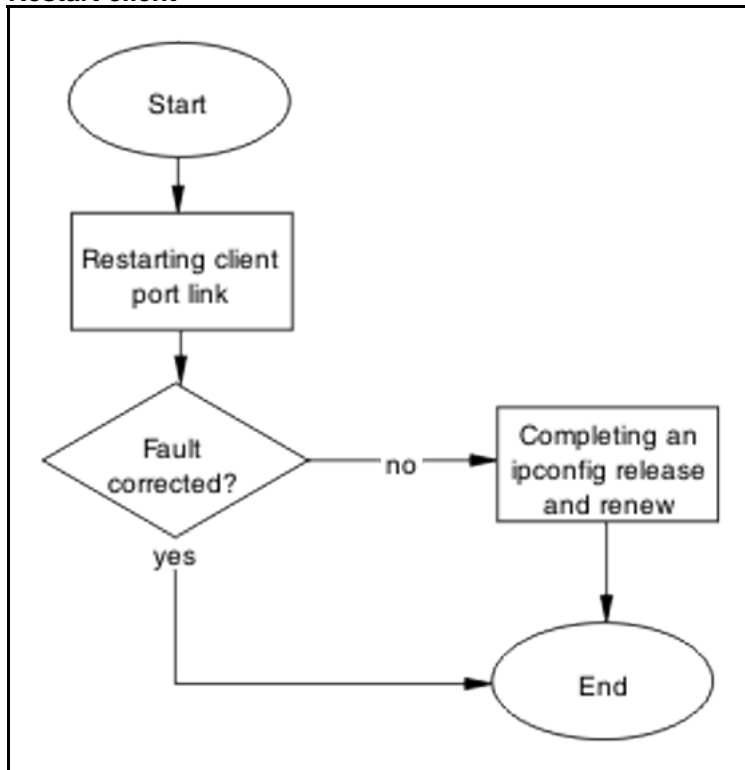 Start
Restarting client
port link
Fault
corrected?
no
Completing an
ipconfig release
and renew
yes
End